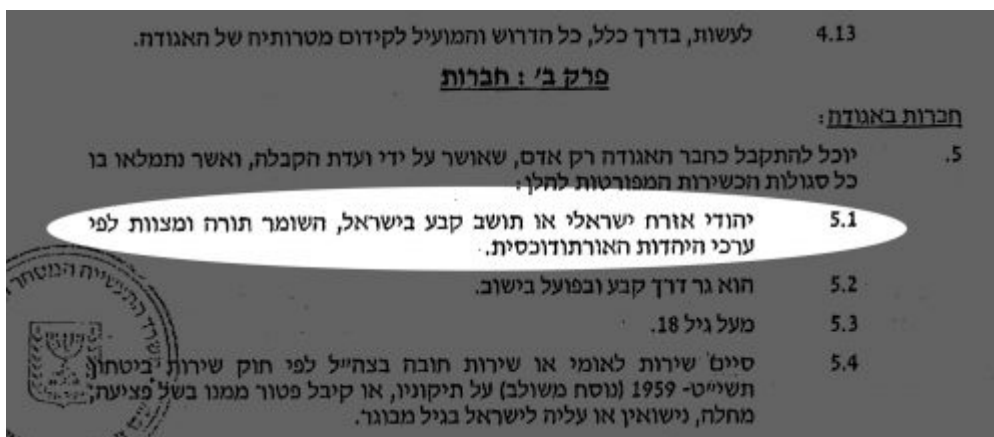 4.13 לעשות, בדרך כלל, כל הדרוש והמועיל לקידום מטרותיה של האגודה.
פרק ב' : חברות
חברות באגודה:
5. יוכל להתקבל כחבר האגודה רק אדם, שאושר על ידי ועדת הקבלה, ואשר נתמלאו בו
כל סגולות הכשירות המפורטות להלן:
5.1 יהודי אזרח ישראלי או תושב קבע בישראל, השומר תורה ומצוות לפי
ערכי היהדות האורתודוכסית.
5.2 הוא גר דרך קבע ובפועל בישוב.
5.3 מעל גיל 18.
5.4 סיים שירות לאומי או שירות חובה בצה"ל לפי חוק שירות ביטחון
תשי"ט- 1959 (נוסח משולב) על תיקוניו, או קיבל פטור ממנו בשל פציעה,
מחלה, נישואין או עליה לישראל בגיל מבוגר.
משרד התעשייה המסחר